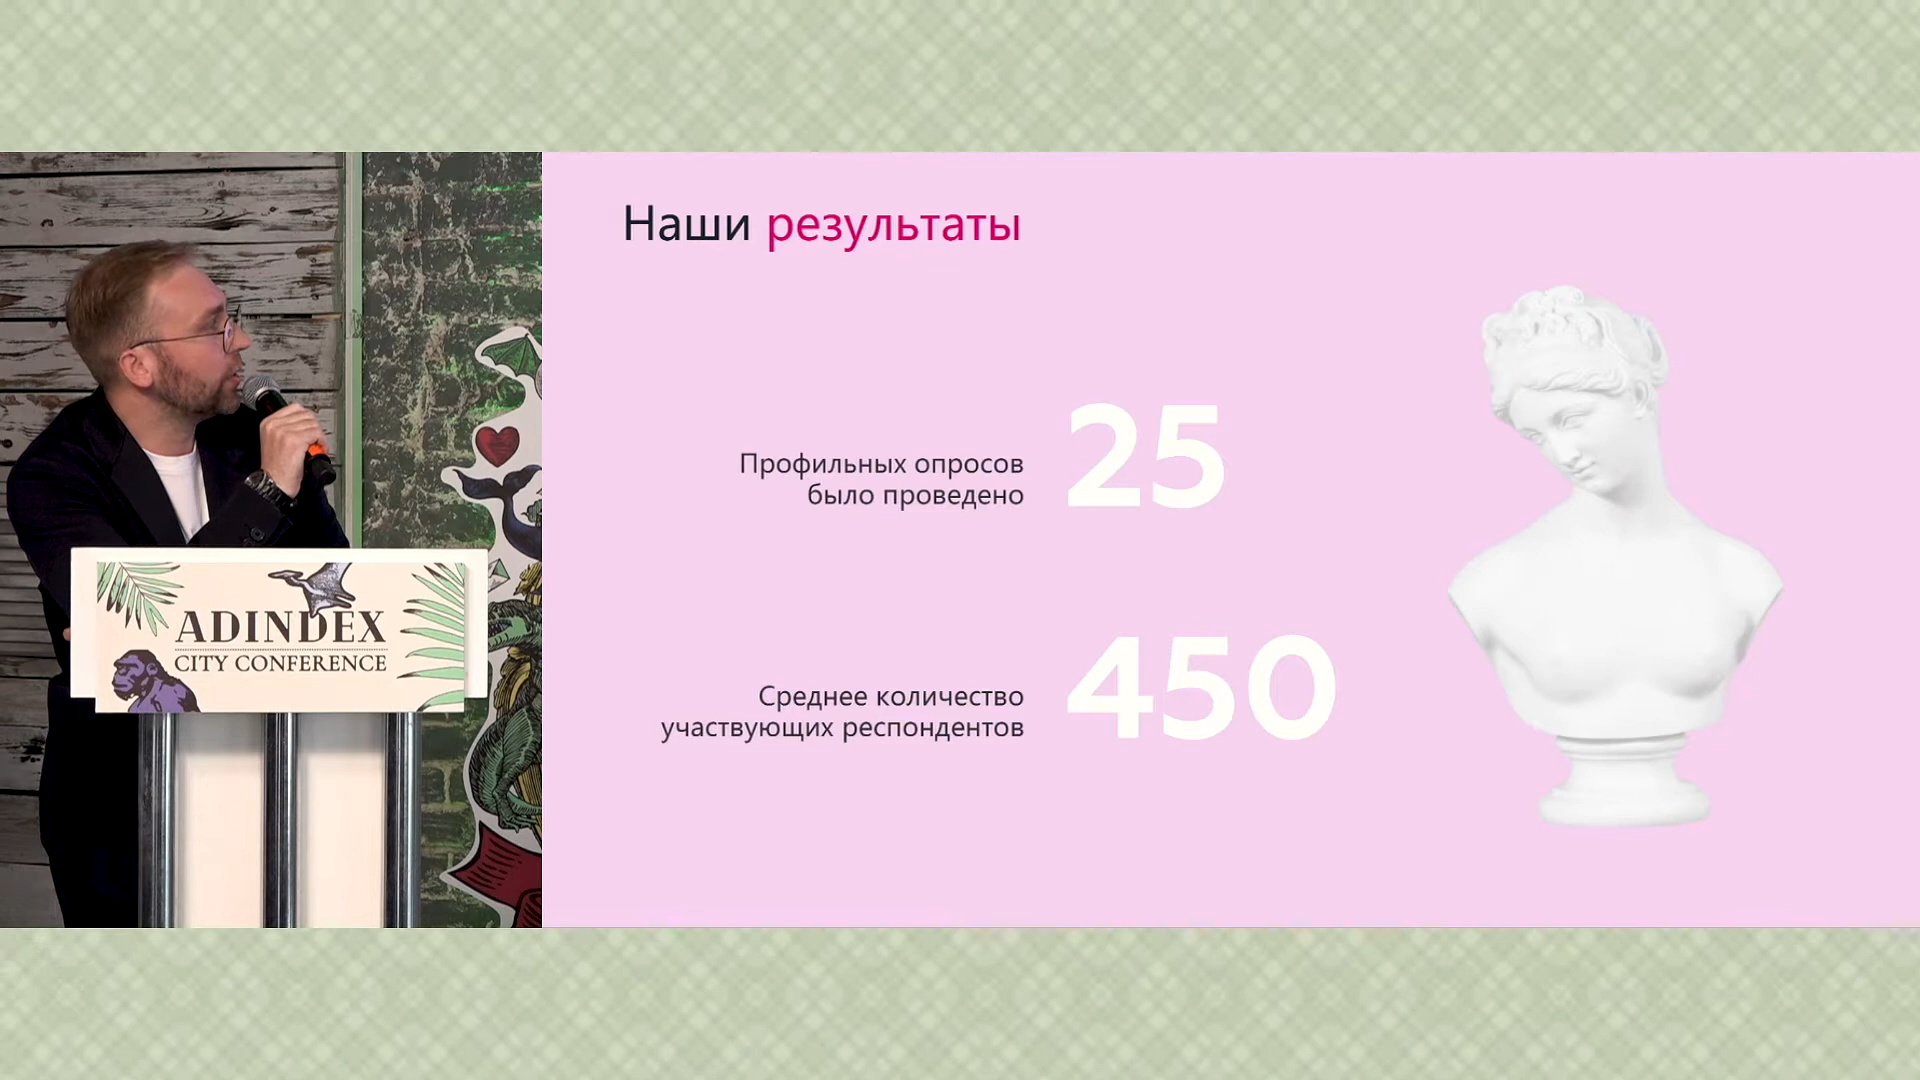 Наши результаты
Профильных опросов
было проведено
25
Среднее количество
участвующих респондентов
450
ADINDEX
CITY CONFERENCE